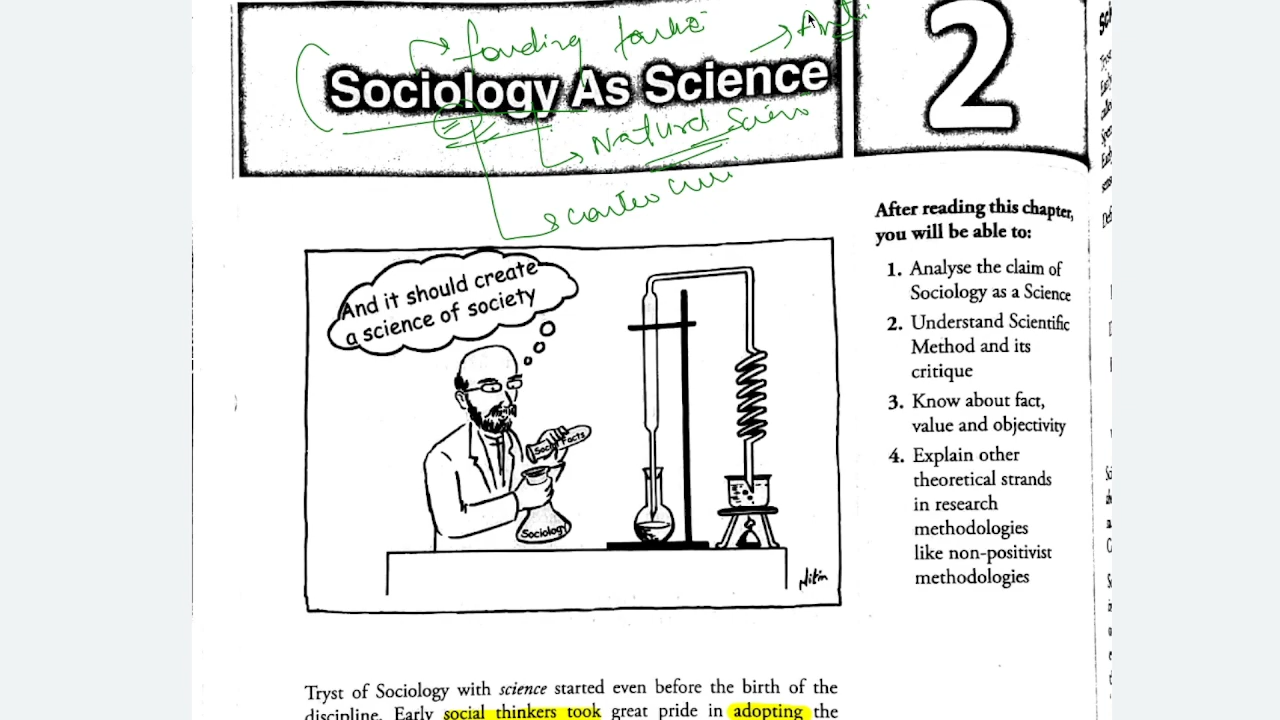 founding
Sociology As Science
2
Natural Scien
After reading this chapter,
you will be able to:
1. Analyse the claim of
Sociology as a Science
2. Understand Scientific
Method and its
critique
3. Know about fact,
value and objectivity
4. Explain other
theoretical strands
in research
methodologies
like non-positivist
methodologies
And it should create
a science of society
Social Facts
Sociology
Nitin
Tryst of Sociology with science started even before the birth of the
discipline. Early social thinkers took great pride in adopting the